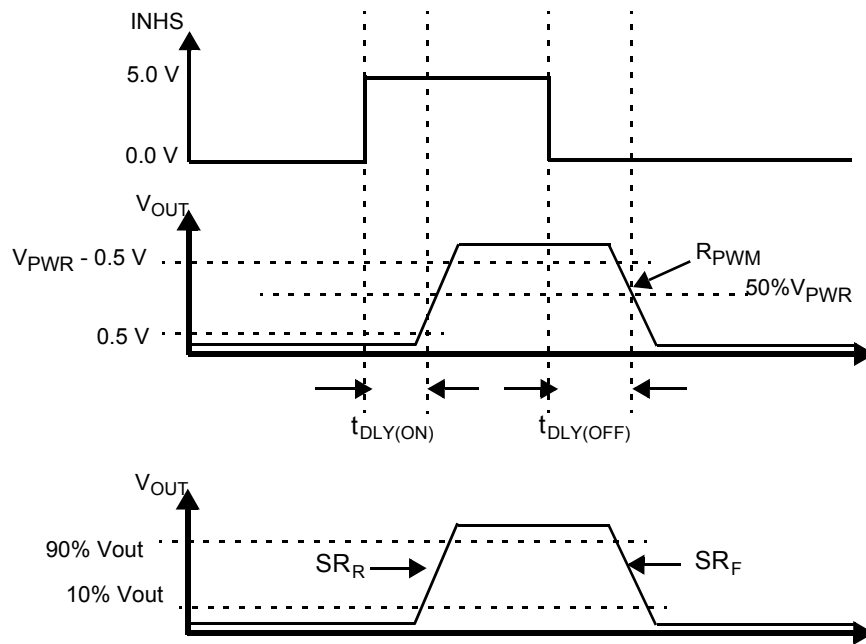 INHS
5.0 V
0.0 V
VOUT
VPWR - 0.5 V
RPWM
50%VPWR
0.5 V
tDLY(ON)
tDLY(OFF)
VOUT
90% Vout
SRR
SRF
10% Vout